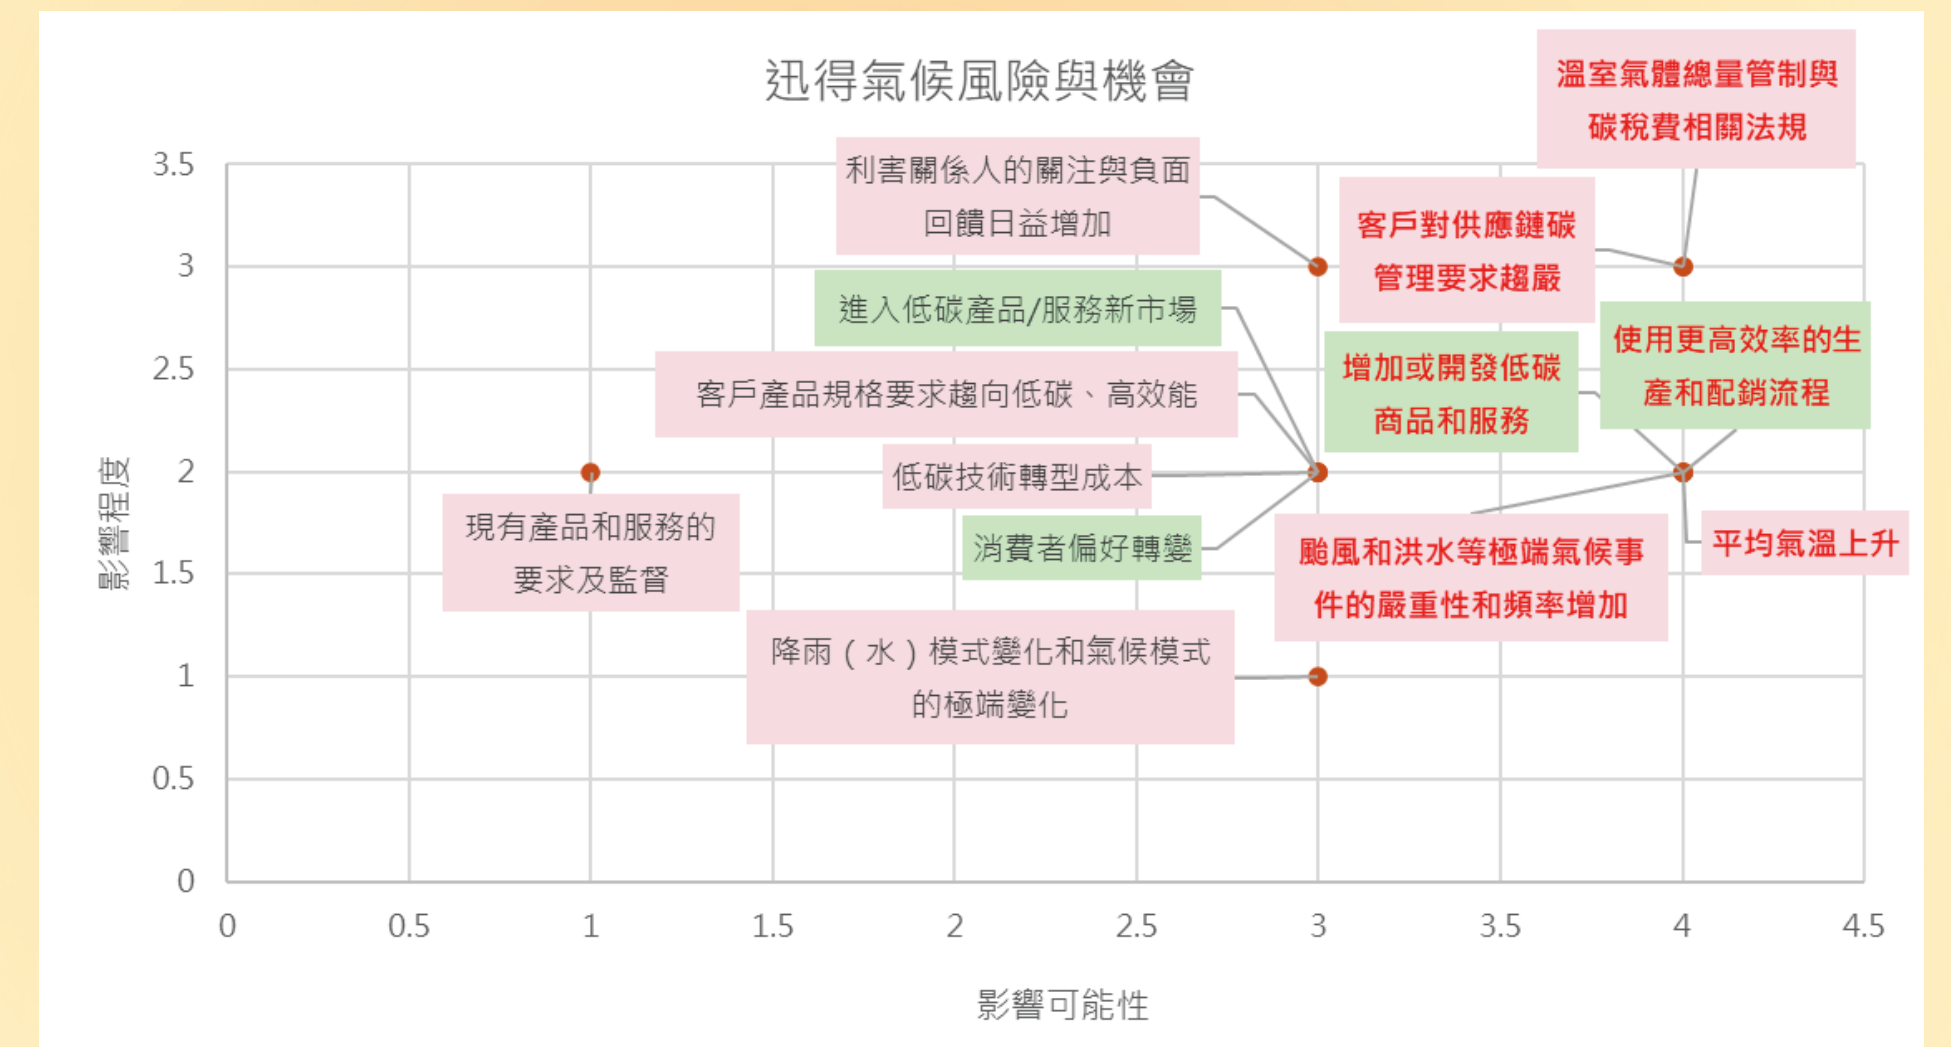 迅得氣候風險與機會
溫室氣體總量管制與
碳稅費相關法規
利害關係人的關注與負面
回饋日益增加
客戶對供應鏈碳
管理要求趨嚴
進入低碳產品/服務新市場
增加或開發低碳
商品和服務
使用更高效率的生
產和配銷流程
客戶產品規格要求趨向低碳、高效能
低碳技術轉型成本
現有產品和服務的
要求及監督
消費者偏好轉變
颱風和洪水等極端氣候事
件的嚴重性和頻率增加
平均氣溫上升
降雨（水）模式變化和氣候模式
的極端變化
影響程度
3.5
3
2.5
2
1.5
1
0.5
0
0 0.5 1 1.5 2 2.5 3 3.5 4 4.5
影響可能性